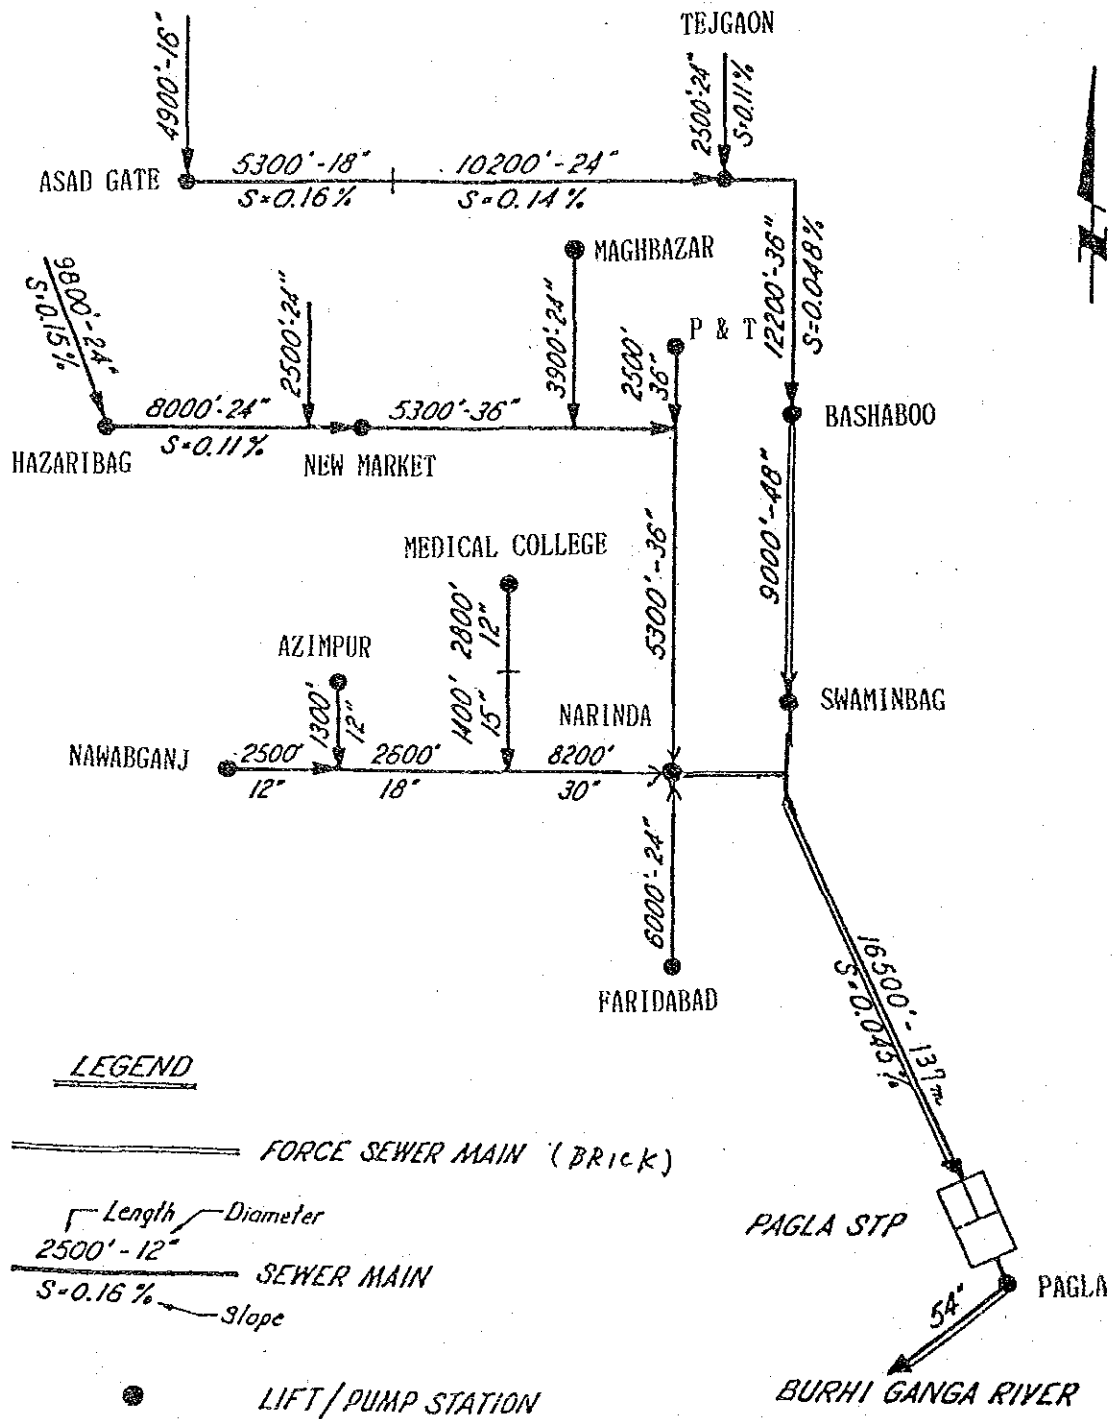 TEJGAON
4900'-16"
2500'-24"
S=0.11%
ASAD GATE
5300'-18"
S=0.16%
10200'-24"
S=0.14%
MAGHBAZAR
12200'-36"
S=0.048%
9800'-24"
S=0.15%
2500'-24"
3900'-24"
P & T
2500'
36"
8000'-24"
S=0.11%
5300'-36"
BASHABOO
HAZARIBAG
NEW MARKET
MEDICAL COLLEGE
9000'-48"
5300'-36"
2800'
12"
AZIMPUR
1300'
12"
1400'
15"
NARINDA
SWAMINBAG
NAWABGANJ
2500'
12"
2600'
18"
8200'
30"
6000'-24"
FARIDABAD
16500' - 137m
S=0.045%
LEGEND
FORCE SEWER MAIN (BRICK)
Length
Diameter
2500'-12"
SEWER MAIN
S=0.16%
Slope
PAGLA STP
PAGLA
54"
LIFT/PUMP STATION
BURHI GANGA RIVER